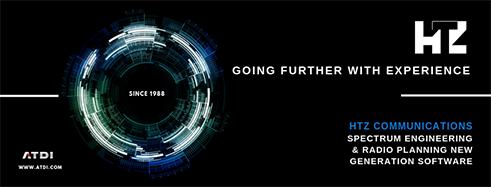 HTZ
GOING FURTHER WITH EXPERIENCE
SINCE 1988
HTZ COMMUNICATIONS
SPECTRUM ENGINEERING
& RADIO PLANNING NEW
GENERATION SOFTWARE
ATDI
WWW.ATDI.COM